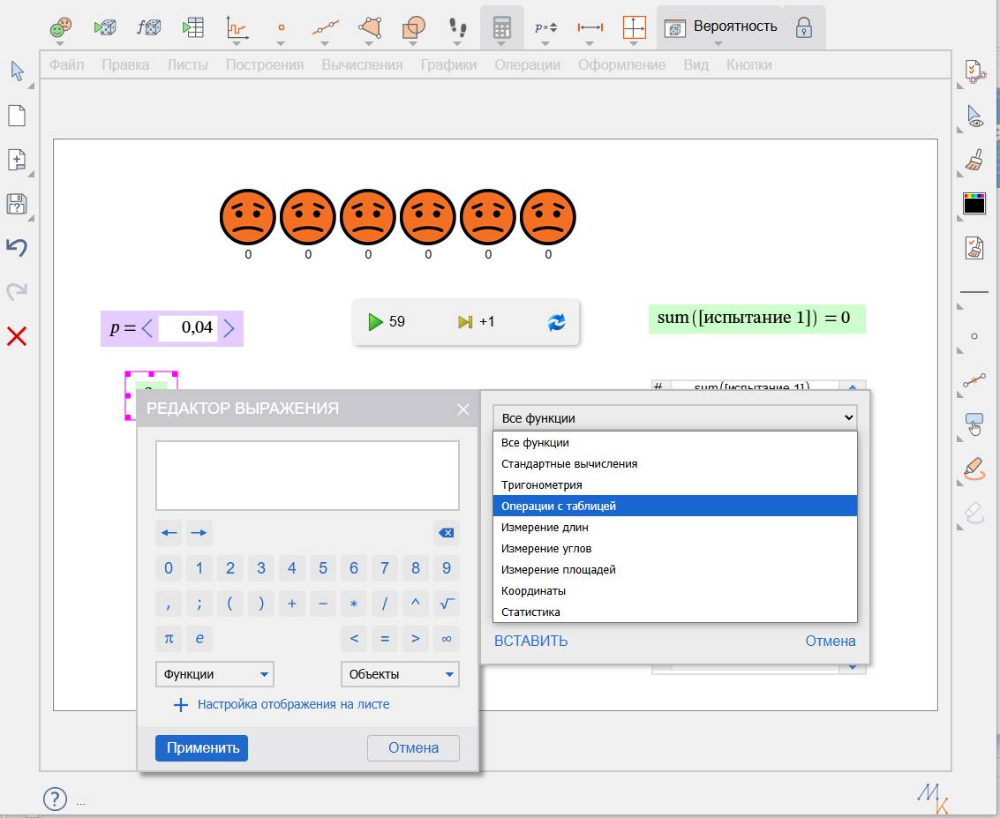 f(x)
p=
Вероятность
Файл Правка Листы Построения Вычисления Графики Операции Оформление Вид Кнопки
0 0 0 0 0 0
p = 0,04
59 +1
sum([испытание 1]) = 0
# sum([испытание 1])
РЕДАКТОР ВЫРАЖЕНИЯ
0 1 2 3 4 5 6 7 8 9
, ; ( ) + − * / ^ √
π e < = > ∞
Функции Объекты
Настройка отображения на листе
Применить Отмена
Все функции
Все функции
Стандартные вычисления
Тригонометрия
Операции с таблицей
Измерение длин
Измерение углов
Измерение площадей
Координаты
Статистика
ВСТАВИТЬ Отмена
? ...